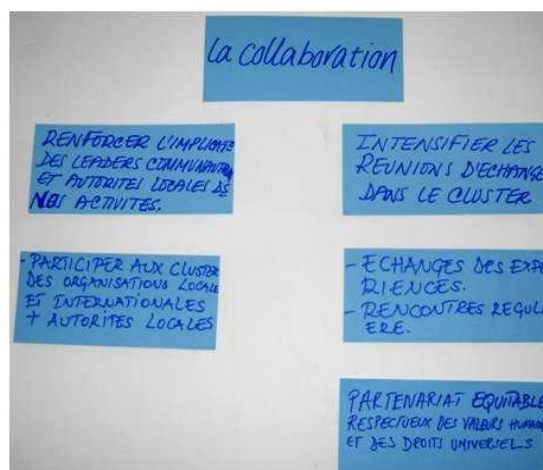 La collaboration
RENFORCER L'IMPLICATI
DES LEADERS COMMUNAUTA
ET AUTORITES LOCALES DS
NOS ACTIVITES.
- PARTICIPER AUX CLUSTER
DES ORGANISATIONS LOCALE
ET INTERNATIONALES
+ AUTORITES LOCALES
INTENSIFIER LES
REUNIONS D'ECHANGE
DANS LE CLUSTER
- ECHANGES DES EXPE
RIENCES.
- RENCONTRES REGULI
ERE.
PARTENARIAT EQUITABLE
RESPECTUEUX DES VALEURS HUMAI
ET DES DROITS UNIVERSELS